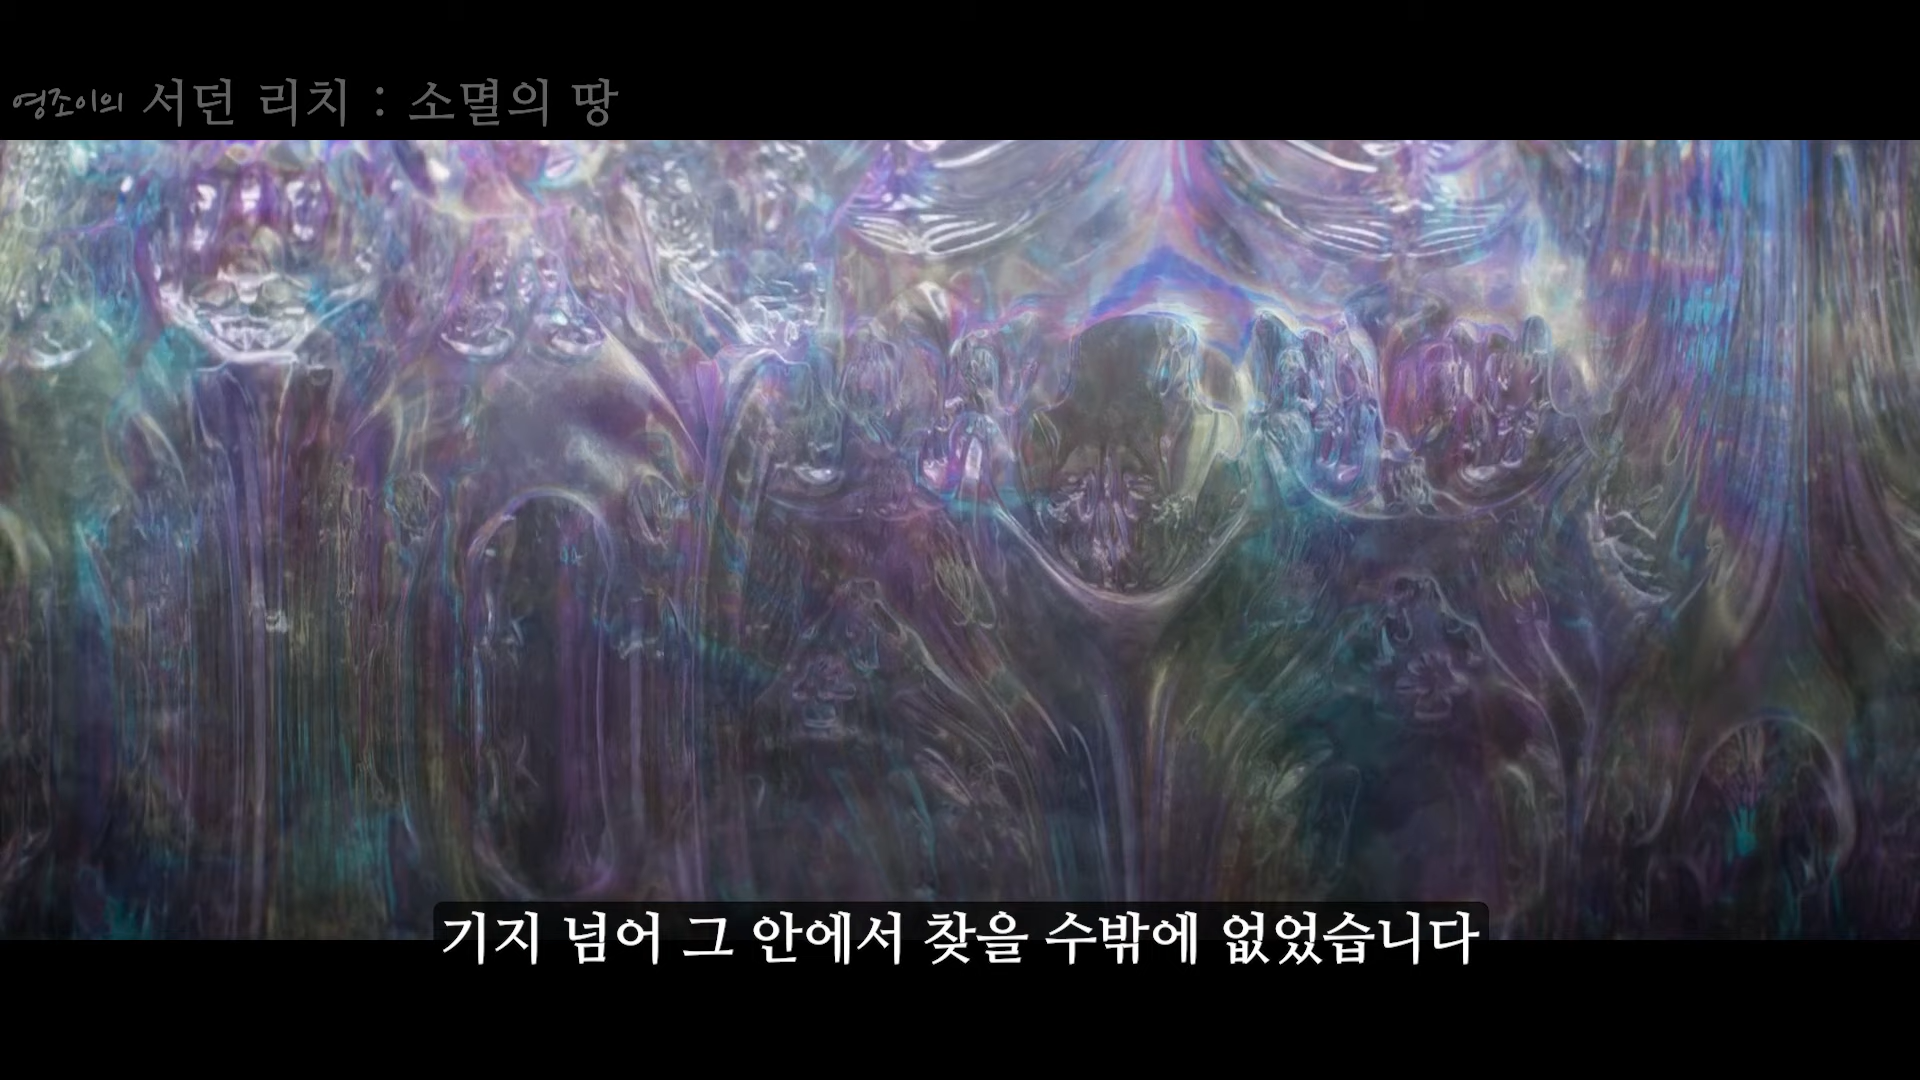 영조이의 서던 리치 : 소멸의 땅
기지 넘어 그 안에서 찾을 수밖에 없었습니다